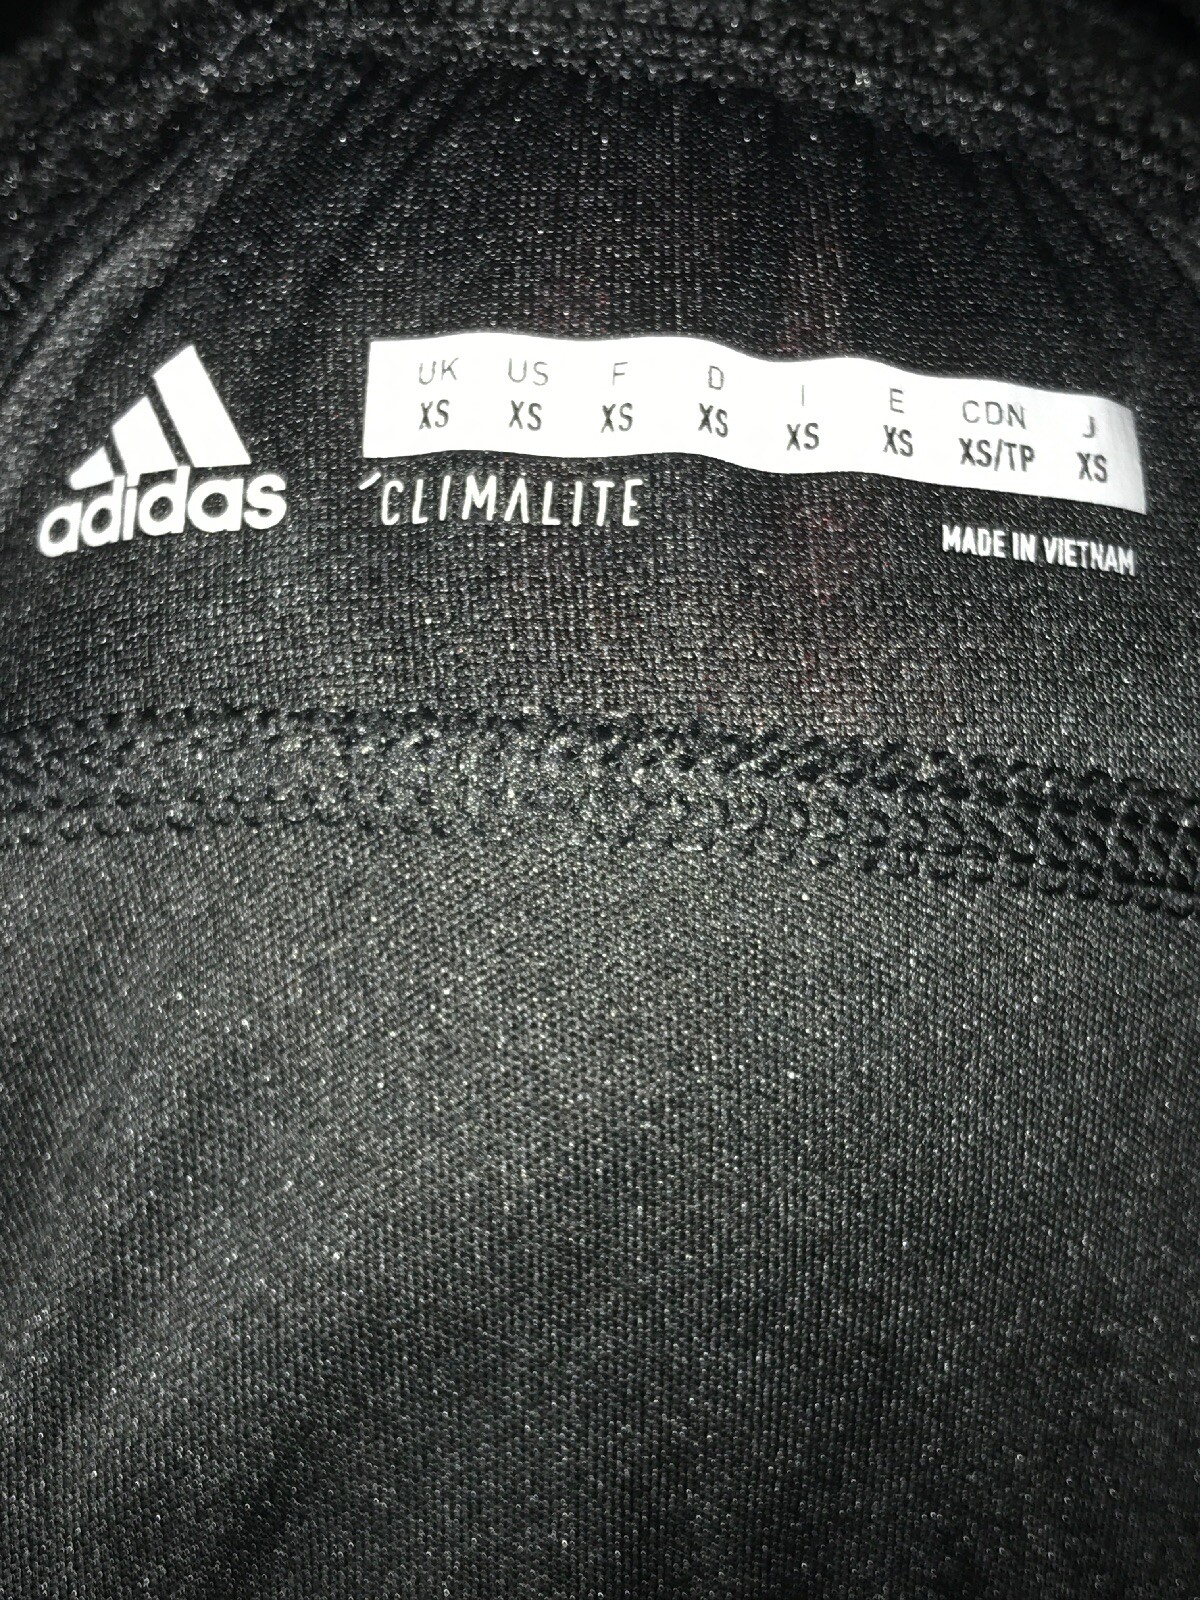 adidas
UK US F D I E CDN J
XS XS XS XS XS XS XS/TP XS
CLIMALITE
MADE IN VIETNAM